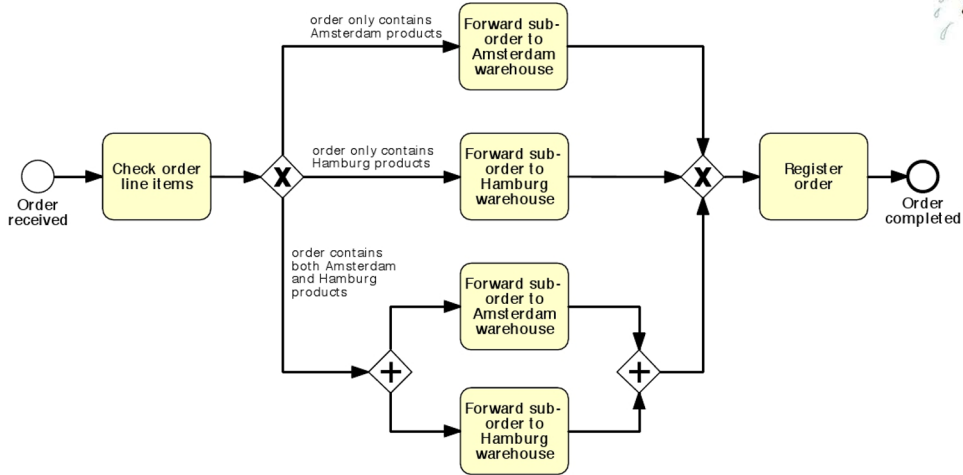 order only contains
Amsterdam products
Forward sub-
order to
Amsterdam
warehouse
Order
received
Check order
line items
X
order only contains
Hamburg products
Forward sub-
order to
Hamburg
warehouse
X
Register
order
Order
completed
order contains
both Amsterdam
and Hamburg
products
+
Forward sub-
order to
Amsterdam
warehouse
Forward sub-
order to
Hamburg
warehouse
+